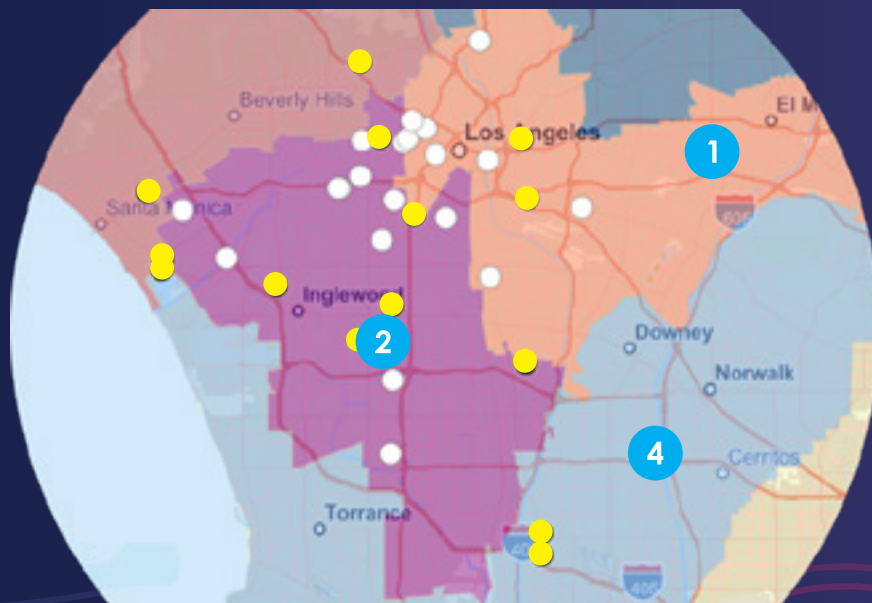 Beverly Hills
El M
Los Angeles
1
Santa Monica
605
Inglewood
2
Downey
Norwalk
4
Cerritos
Torrance
405